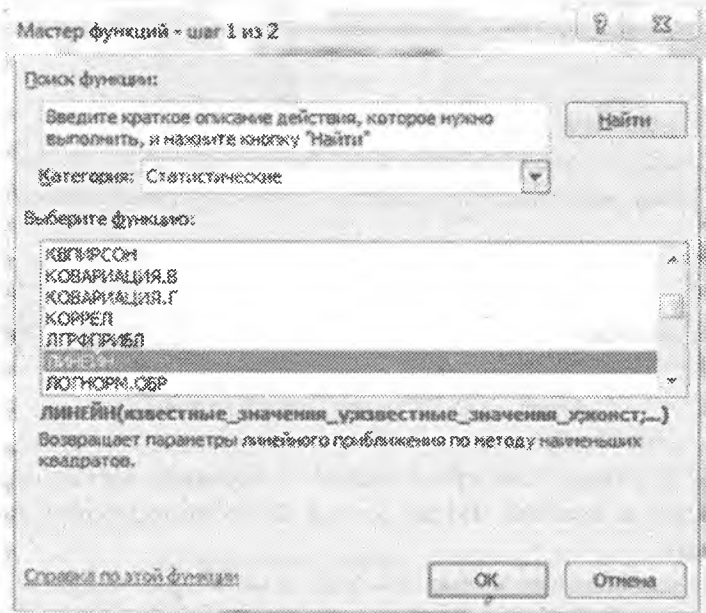 Мастер функций - шаг 1 из 2
Поиск функции:
Введите краткое описание действия, которое нужно
выполнить, и нажмите кнопку "Найти"
Найти
Категория: Статистические
Выберите функцию:
КВПИРСОН
КОВАРИАЦИЯ.В
КОВАРИАЦИЯ.Г
КОРРЕЛ
ЛГРФПРИБЛ
ЛИНЕЙН
ЛОГНОРМ.ОБР
ЛИНЕЙН(известные_значения_y;известные_значения_x;конст;...)
Возвращает параметры линейного приближения по методу наименьших
квадратов.
Справка по этой функции
ОК
Отмена